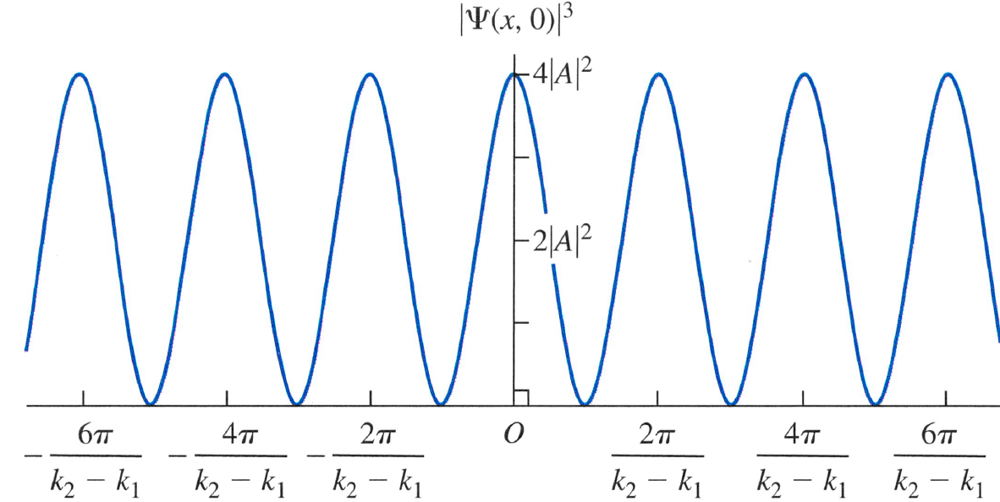 |Ψ(x, 0)|³
4|A|²
2|A|²
− 6π / (k₂ − k₁) − 4π / (k₂ − k₁) − 2π / (k₂ − k₁) O 2π / (k₂ − k₁) 4π / (k₂ − k₁) 6π / (k₂ − k₁)